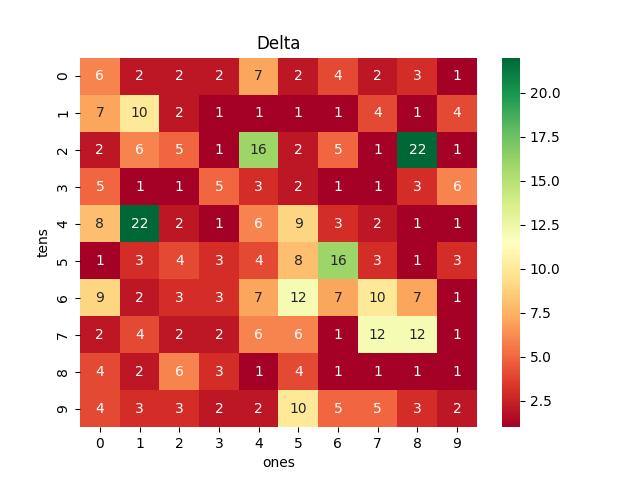 Delta
0 6 2 2 2 7 2 4 2 3 1
1 7 10 2 1 1 1 1 4 1 4
2 2 6 5 1 16 2 5 1 22 1
3 5 1 1 5 3 2 1 1 3 6
4 8 22 2 1 6 9 3 2 1 1
5 1 3 4 3 4 8 16 3 1 3
6 9 2 3 3 7 12 7 10 7 1
7 2 4 2 2 6 6 1 12 12 1
8 4 2 6 3 1 4 1 1 1 1
9 4 3 3 2 2 10 5 5 3 2
0 1 2 3 4 5 6 7 8 9
ones
tens
20.0
17.5
15.0
12.5
10.0
7.5
5.0
2.5